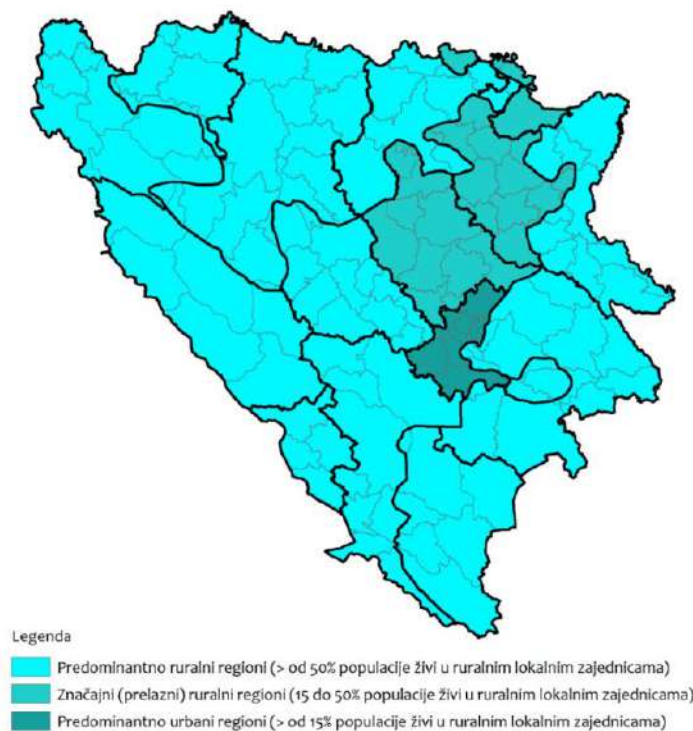 Legenda
Predominantno ruralni regioni (> od 50% populacije živi u ruralnim lokalnim zajednicama)
Značajni (prelazni) ruralni regioni (15 do 50% populacije živi u ruralnim lokalnim zajednicama)
Predominantno urbani regioni (> od 15% populacije živi u ruralnim lokalnim zajednicama)